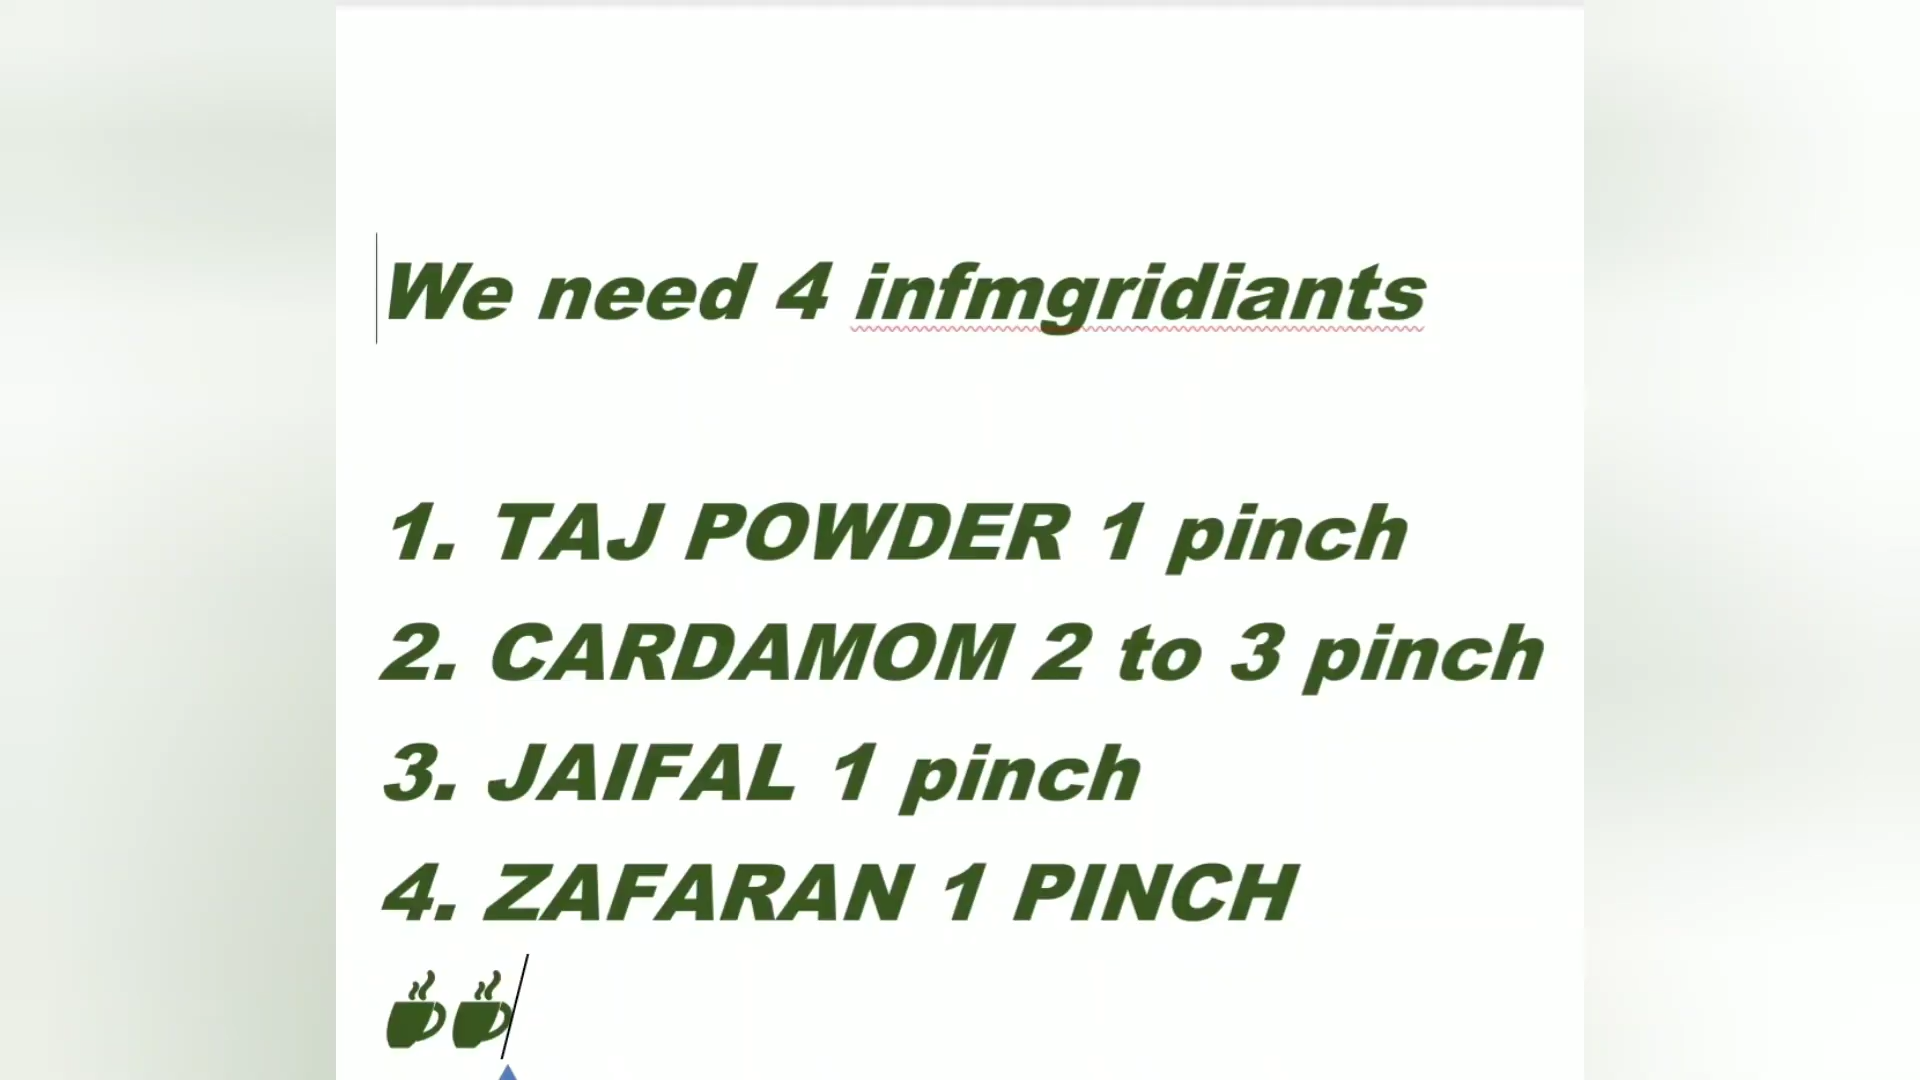 We need 4 infmgridiants
1. TAJ POWDER 1 pinch
2. CARDAMOM 2 to 3 pinch
3. JAIFAL 1 pinch
4. ZAFARAN 1 PINCH